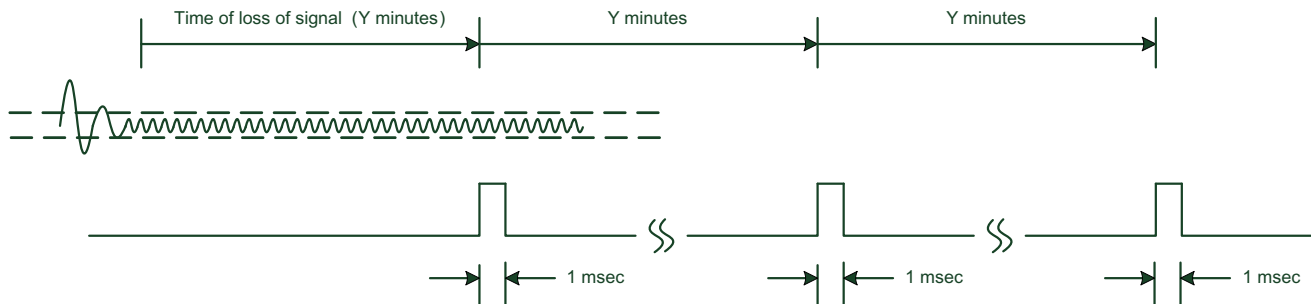 Time of loss of signal (Y minutes)
Y minutes
Y minutes
1 msec
1 msec
1 msec